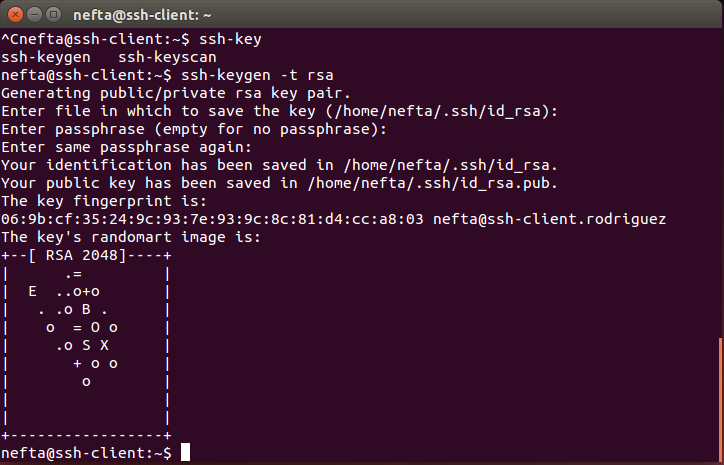 nefta@ssh-client: ~
^Cnefta@ssh-client:~$ ssh-key
ssh-keygen   ssh-keyscan
nefta@ssh-client:~$ ssh-keygen -t rsa
Generating public/private rsa key pair.
Enter file in which to save the key (/home/nefta/.ssh/id_rsa):
Enter passphrase (empty for no passphrase):
Enter same passphrase again:
Your identification has been saved in /home/nefta/.ssh/id_rsa.
Your public key has been saved in /home/nefta/.ssh/id_rsa.pub.
The key fingerprint is:
06:9b:cf:35:24:9c:93:7e:93:9c:8c:81:d4:cc:a8:03 nefta@ssh-client.rodriguez
The key's randomart image is:
+--[ RSA 2048]----+
|      .=         |
|  E  ..o+o       |
|   . .o B .      |
|    o  = O o     |
|     .o S X      |
|       + o o     |
|        o        |
|                 |
|                 |
+-----------------+
nefta@ssh-client:~$